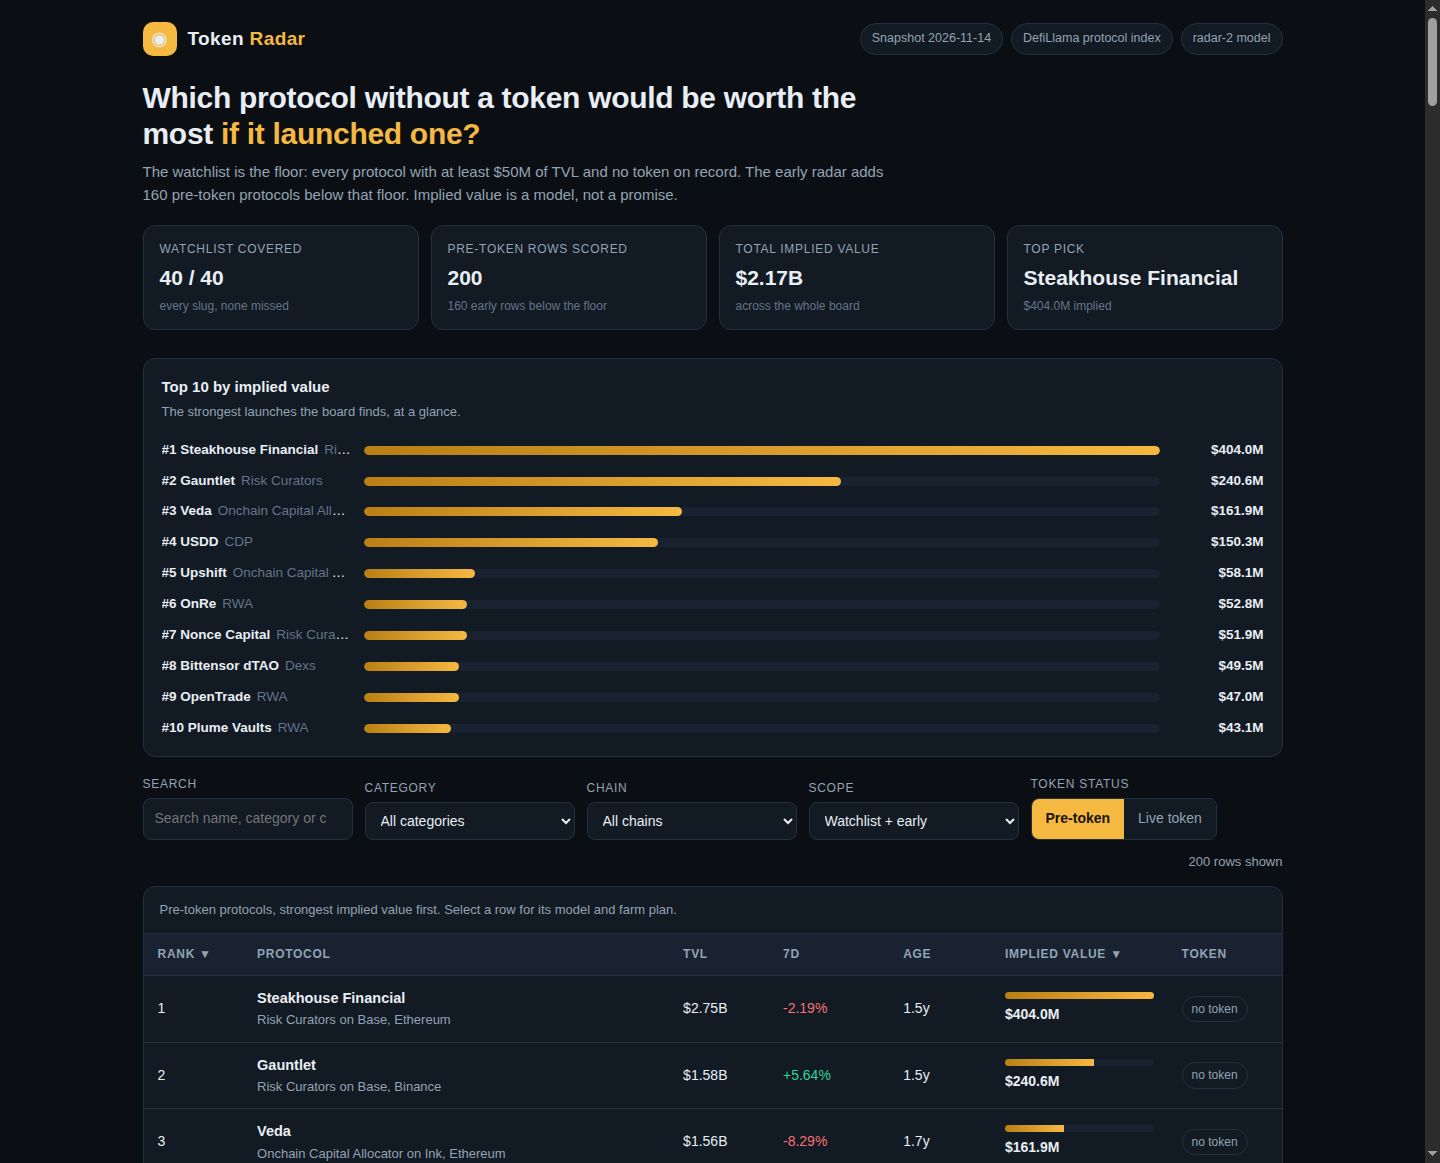 Token Radar
Snapshot 2026-11-14
DefiLlama protocol index
radar-2 model
Which protocol without a token would be worth the
most if it launched one?
The watchlist is the floor: every protocol with at least $50M of TVL and no token on record. The early radar adds
160 pre-token protocols below that floor. Implied value is a model, not a promise.
WATCHLIST COVERED
40 / 40
every slug, none missed
PRE-TOKEN ROWS SCORED
200
160 early rows below the floor
TOTAL IMPLIED VALUE
$2.17B
across the whole board
TOP PICK
Steakhouse Financial
$404.0M implied
Top 10 by implied value
The strongest launches the board finds, at a glance.
#1 Steakhouse Financial Ri… $404.0M
#2 Gauntlet Risk Curators $240.6M
#3 Veda Onchain Capital All… $161.9M
#4 USDD CDP $150.3M
#5 Upshift Onchain Capital … $58.1M
#6 OnRe RWA $52.8M
#7 Nonce Capital Risk Cura… $51.9M
#8 Bittensor dTAO Dexs $49.5M
#9 OpenTrade RWA $47.0M
#10 Plume Vaults RWA $43.1M
SEARCH
Search name, category or c
CATEGORY
All categories
CHAIN
All chains
SCOPE
Watchlist + early
TOKEN STATUS
Pre-token
Live token
200 rows shown
Pre-token protocols, strongest implied value first. Select a row for its model and farm plan.
RANK ▼ PROTOCOL TVL 7D AGE IMPLIED VALUE ▼ TOKEN
1 Steakhouse Financial $2.75B -2.19% 1.5y $404.0M no token
Risk Curators on Base, Ethereum
2 Gauntlet $1.58B +5.64% 1.5y $240.6M no token
Risk Curators on Base, Binance
3 Veda $1.56B -8.29% 1.7y $161.9M no token
Onchain Capital Allocator on Ink, Ethereum